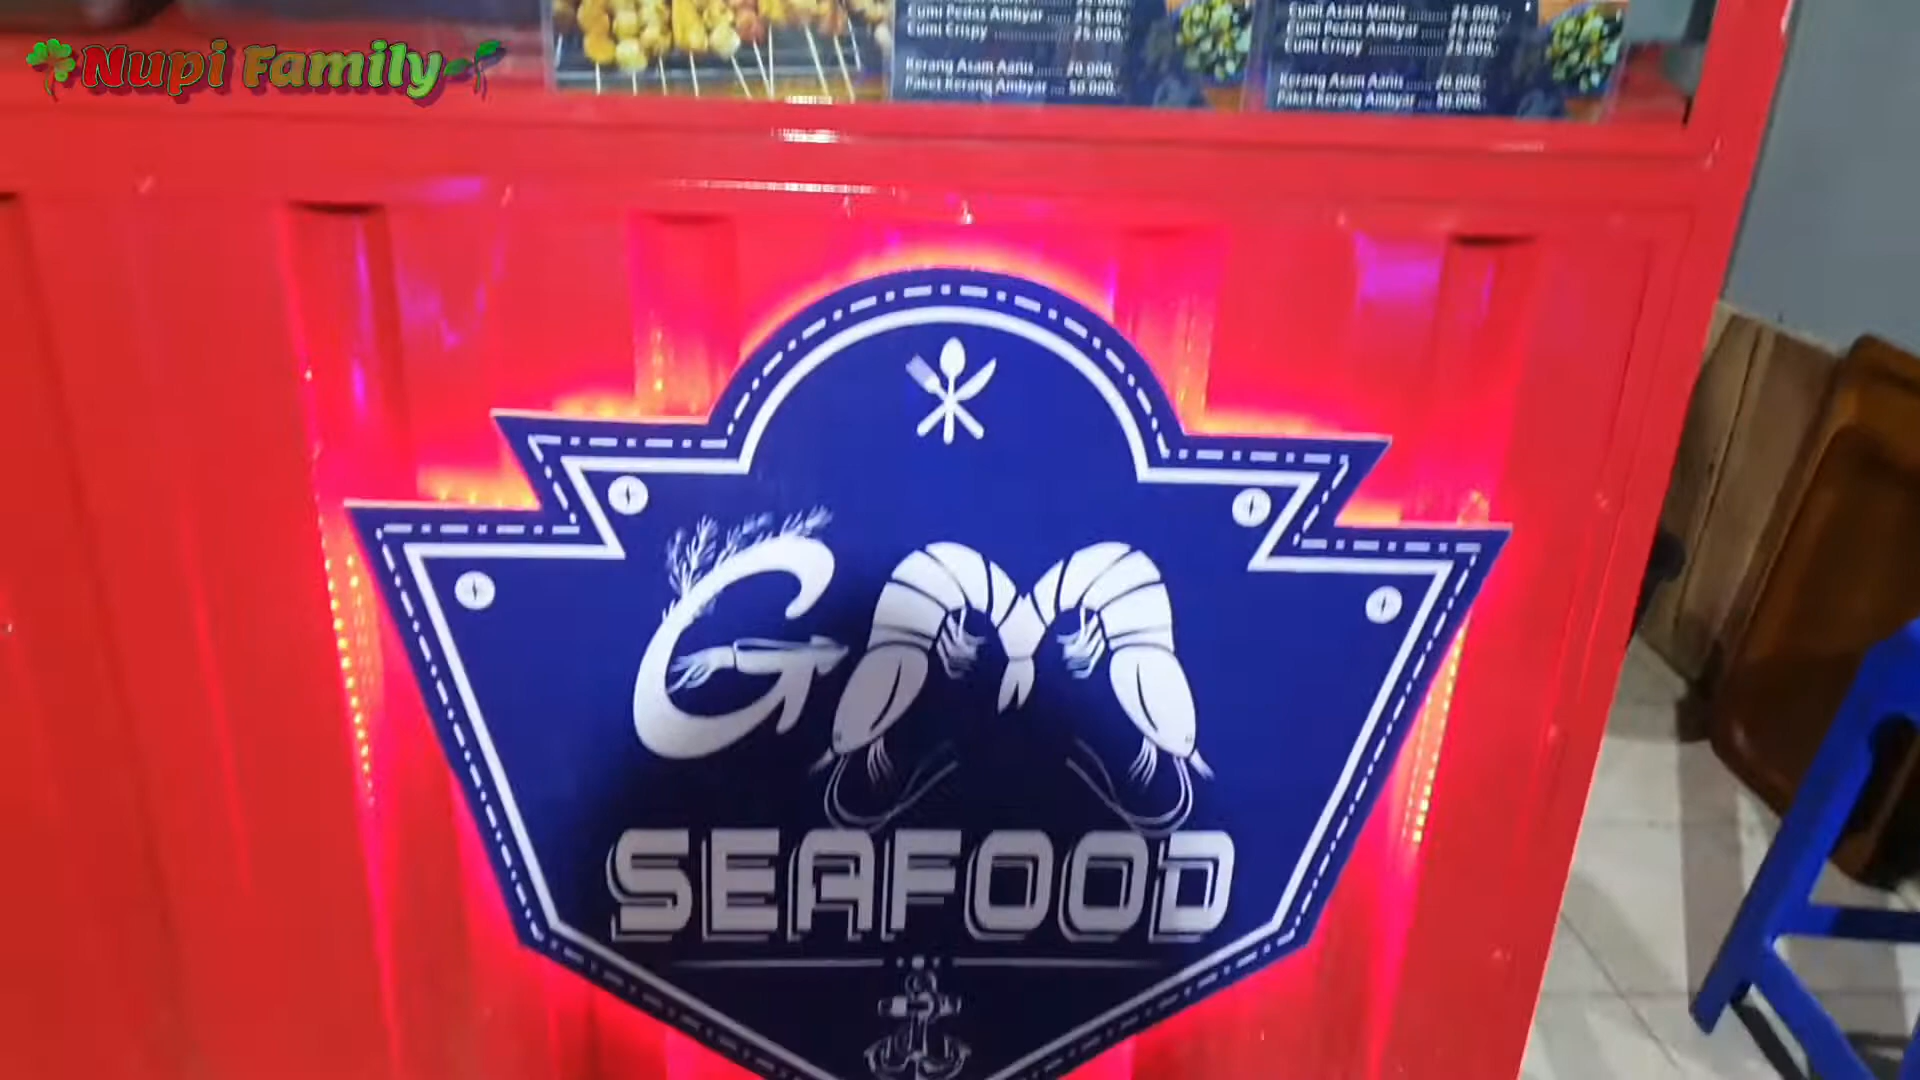 Nupi Family
Cumi Pedas Ambyar ....... 25.000,-
Cumi Crispy ................ 25.000,-
Kerang Asam Manis ...... 20.000,-
Paket Kerang Ambyar ... 50.000,-
Cumi Asam Manis ......... 25.000,-
Cumi Pedas Ambyar ....... 25.000,-
Cumi Crispy ................ 25.000,-
Kerang Asam Manis ...... 20.000,-
Paket Kerang Ambyar ... 50.000,-
GM
SEAFOOD